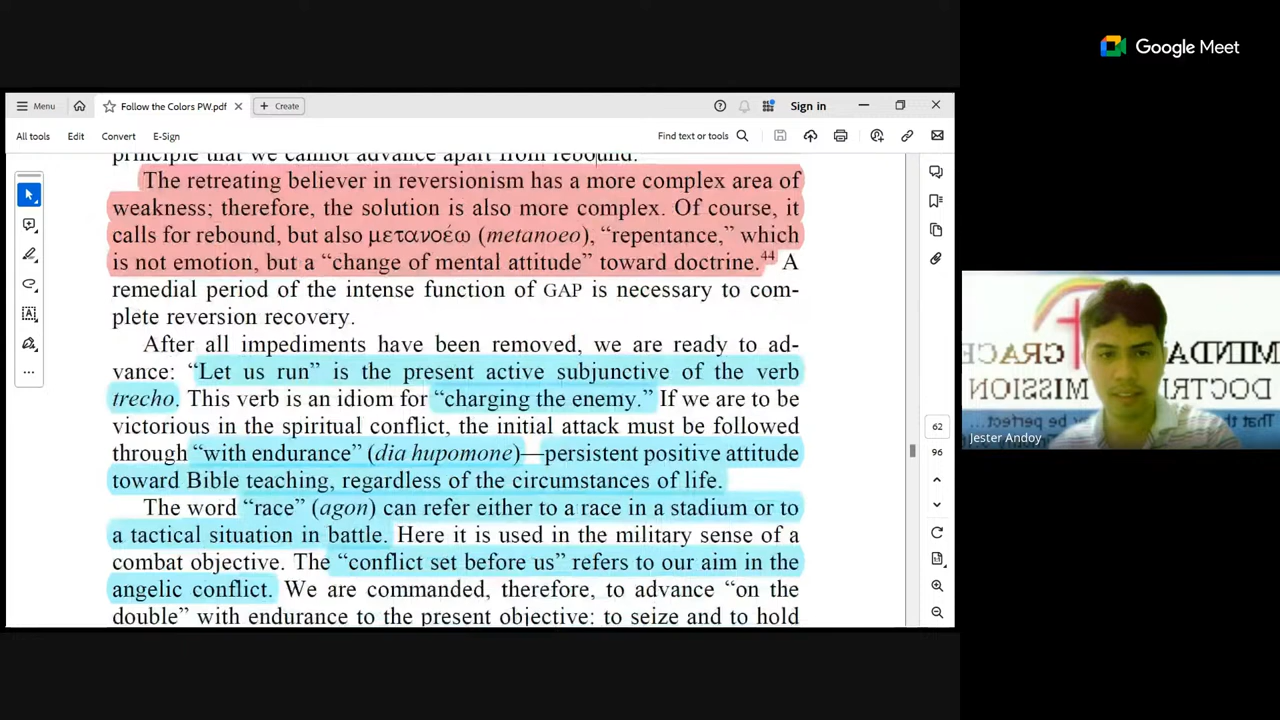 Google Meet
Menu
Follow the Colors PW.pdf
Create
Sign in
All tools
Edit
Convert
E-Sign
Find text or tools
principle that we cannot advance apart from rebound.
The retreating believer in reversionism has a more complex area of
weakness; therefore, the solution is also more complex. Of course, it
calls for rebound, but also μετανοέω (metanoeo), “repentance,” which
is not emotion, but a “change of mental attitude” toward doctrine.44 A
remedial period of the intense function of GAP is necessary to com-
plete reversion recovery.
After all impediments have been removed, we are ready to ad-
vance: “Let us run” is the present active subjunctive of the verb
trecho. This verb is an idiom for “charging the enemy.” If we are to be
victorious in the spiritual conflict, the initial attack must be followed
through “with endurance” (dia hupomone)—persistent positive attitude
toward Bible teaching, regardless of the circumstances of life.
The word “race” (agon) can refer either to a race in a stadium or to
a tactical situation in battle. Here it is used in the military sense of a
combat objective. The “conflict set before us” refers to our aim in the
angelic conflict. We are commanded, therefore, to advance “on the
double” with endurance to the present objective: to seize and to hold
62
96
MINDA GRACE
DOCTRI MISSION
That th y be perfect
Jester Andoy